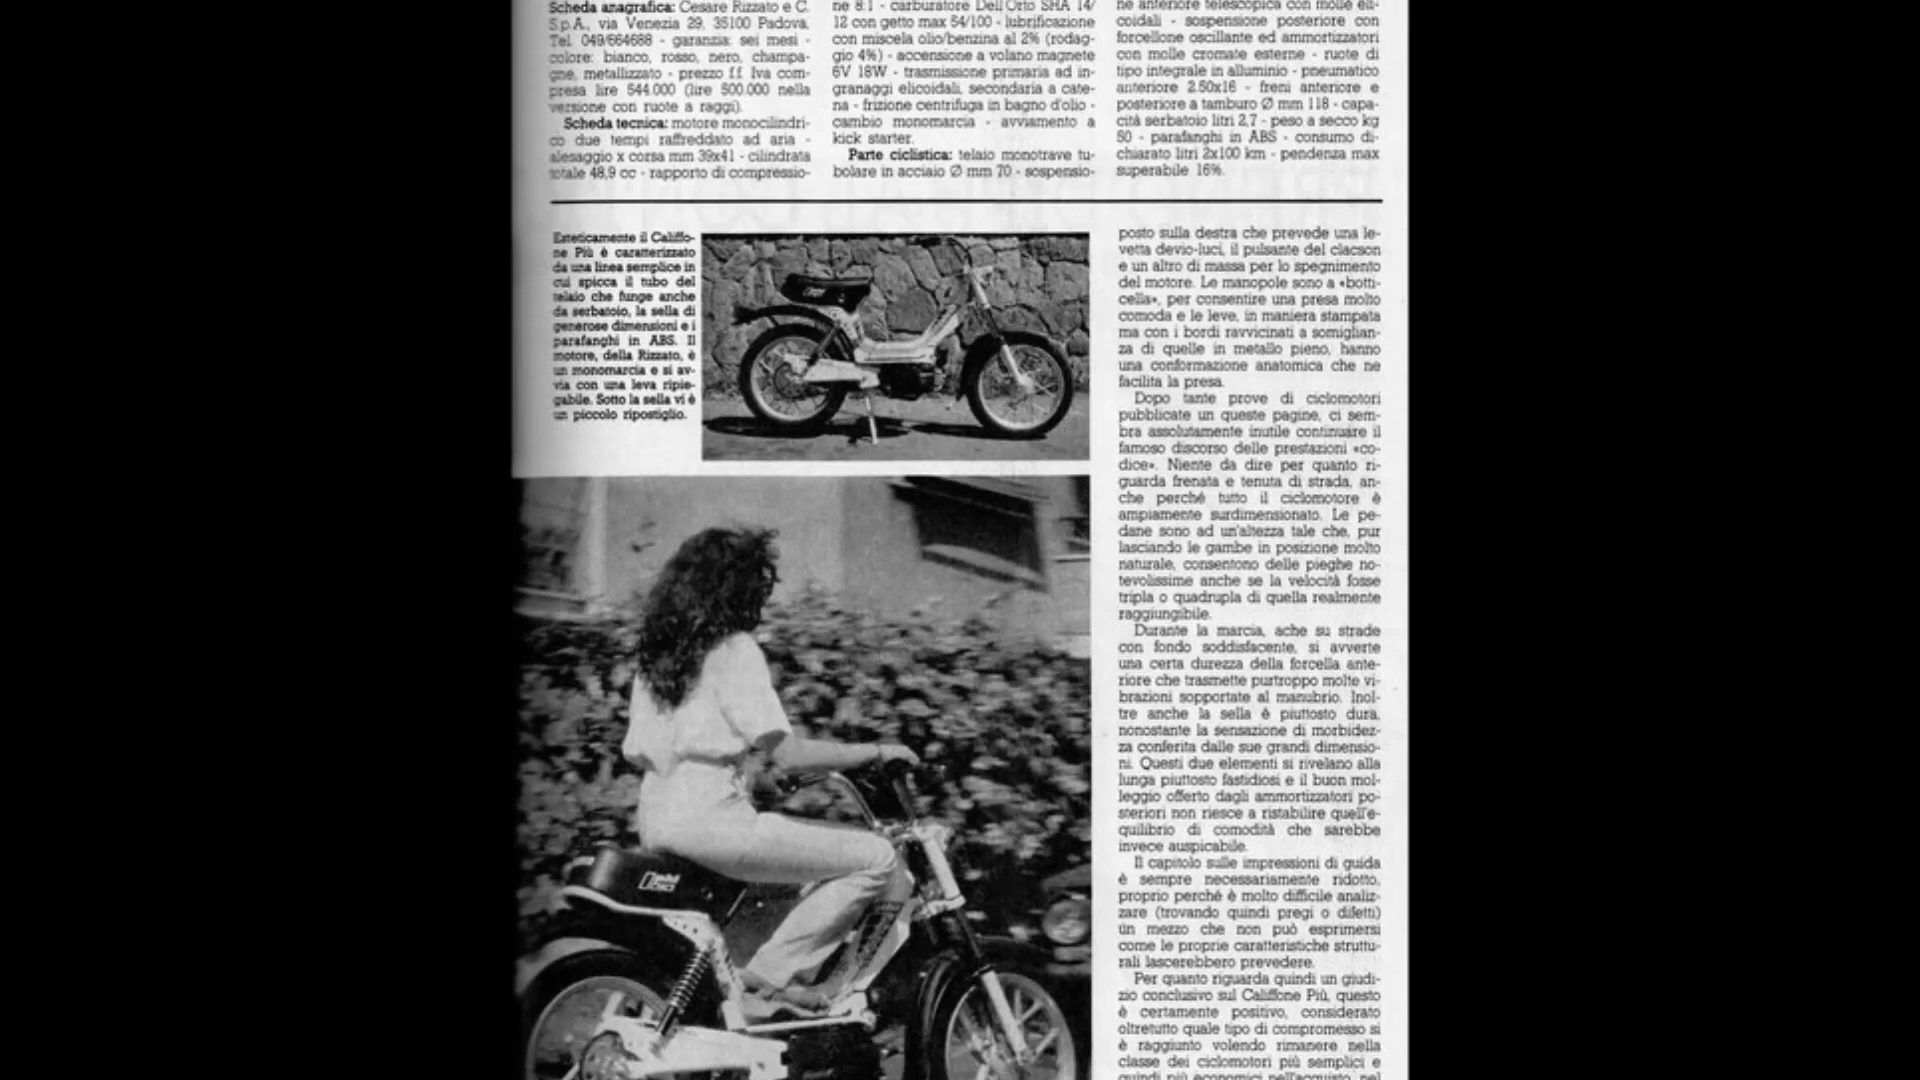 Scheda anagrafica: Cesare Rizzato e C.
S.p.A., via Venezia 29, 35100 Padova,
Tel. 049/664688 - garanzia: sei mesi -
colore: bianco, rosso, nero, champa-
gne, metallizzato - prezzo f.f. Iva com-
presa lire 544.000 (lire 500.000 nella
versione con ruote a raggi).
Scheda tecnica: motore monocilindri-
co due tempi raffreddato ad aria -
alesaggio x corsa mm 39x41 - cilindrata
totale 48,9 cc - rapporto di compressio-
ne 8:1 - carburatore Dell'Orto SHA 14/
12 con getto max 54/100 - lubrificazione
con miscela olio/benzina al 2% (rodag-
gio 4%) - accensione a volano magnete
6V 18W - trasmissione primaria ad in-
granaggi elicoidali, secondaria a cate-
na - frizione centrifuga in bagno d'olio -
cambio monomarcia - avviamento a
kick starter.
Parte ciclistica: telaio monotrave tu-
bolare in acciaio Ø mm 70 - sospensio-
ne anteriore telescopica con molle eli-
coidali - sospensione posteriore con
forcellone oscillante ed ammortizzatori
con molle cromate esterne - ruote di
tipo integrale in alluminio - pneumatico
anteriore 2.50x16 - freni anteriore e
posteriore a tamburo Ø mm 118 - capa-
cità serbatoio litri 2,7 - peso a secco kg
50 - parafanghi in ABS - consumo di-
chiarato litri 2x100 km - pendenza max
superabile 16%.
Esteticamente il Califfo-
ne Più è caratterizzato
da una linea semplice in
cui spicca il tubo del
telaio che funge anche
da serbatoio, la sella di
generose dimensioni e i
parafanghi in ABS. Il
motore, della Rizzato, è
un monomarcia e si av-
via con una leva ripie-
gabile. Sotto la sella vi è
un piccolo ripostiglio.
posto sulla destra che prevede una le-
vetta devio-luci, il pulsante del clacson
e un altro di massa per lo spegnimento
del motore. Le manopole sono a «botti-
cella», per consentire una presa molto
comoda e le leve, in maniera stampata
ma con i bordi ravvicinati a somiglian-
za di quelle in metallo pieno, hanno
una conformazione anatomica che ne
facilita la presa.
Dopo tante prove di ciclomotori
pubblicate un queste pagine, ci sem-
bra assolutamente inutile continuare il
famoso discorso delle prestazioni «co-
dice». Niente da dire per quanto ri-
guarda frenata e tenuta di strada, an-
che perché tutto il ciclomotore è
ampiamente surdimensionato. Le pe-
dane sono ad un'altezza tale che, pur
lasciando le gambe in posizione molto
naturale, consentono delle pieghe no-
tevolissime anche se la velocità fosse
tripla o quadrupla di quella realmente
raggiungibile.
Durante la marcia, ache su strade
con fondo soddisfacente, si avverte
una certa durezza della forcella ante-
riore che trasmette purtroppo molte vi-
brazioni sopportate al manubrio. Inol-
tre anche la sella è piuttosto dura,
nonostante la sensazione di morbidez-
za conferita dalle sue grandi dimensio-
ni. Questi due elementi si rivelano alla
lunga piuttosto fastidiosi e il buon mol-
leggio offerto dagli ammortizzatori po-
steriori non riesce a ristabilire quell'e-
quilibrio di comodità che sarebbe
invece auspicabile.
Il capitolo sulle impressioni di guida
è sempre necessariamente ridotto,
proprio perché è molto difficile analiz-
zare (trovando quindi pregi o difetti)
un mezzo che non può esprimersi
come le proprie caratteristiche struttu-
rali lascerebbero prevedere.
Per quanto riguarda quindi un giudi-
zio conclusivo sul Califfone Più, questo
è certamente positivo, considerato
oltretutto quale tipo di compromesso si
è raggiunto volendo rimanere nella
classe dei ciclomotori più semplici e
quindi più economici nell'acquisto, nel